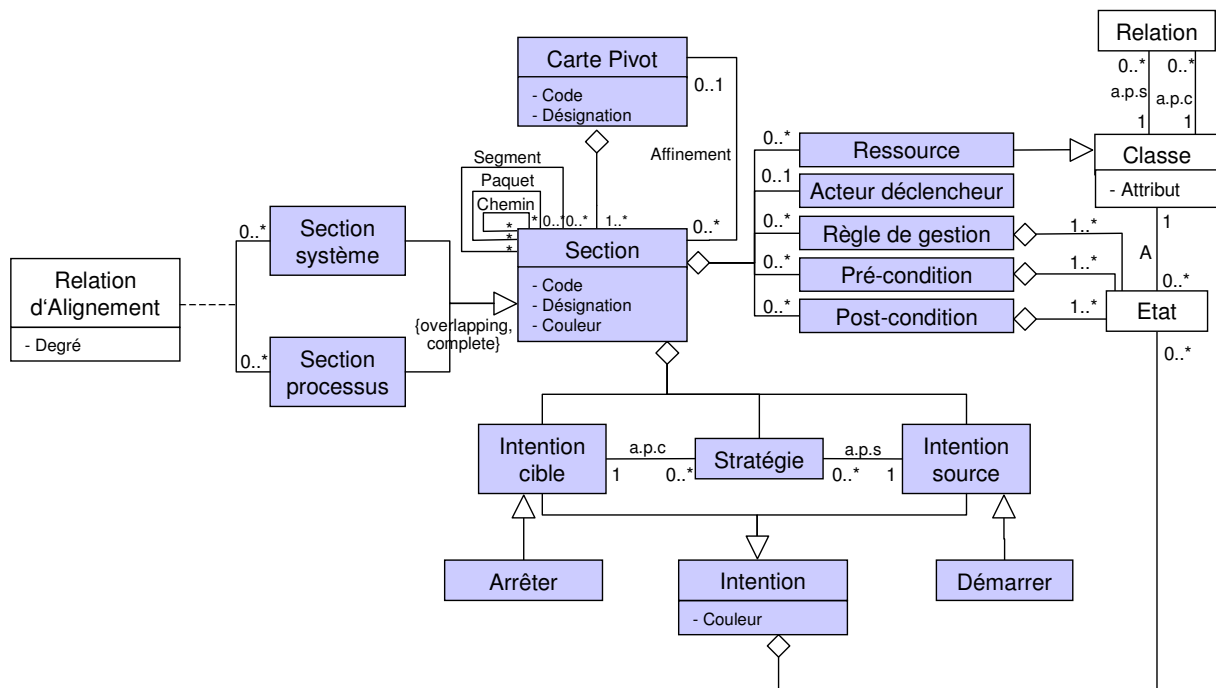 Carte Pivot
- Code
- Désignation
0..1
Affinement
Relation
0..*
0..*
a.p.s
a.p.c
1
1
Classe
- Attribut
1
A
0..*
Segment
Paquet
Chemin
*
*
*
*
0..*
0..*
1..*
0..*
Section
- Code
- Désignation
- Couleur
{overlapping,
complete}
0..*
Ressource
0..1
Acteur déclencheur
0..*
Règle de gestion
1..*
0..*
Pré-condition
1..*
0..*
Post-condition
1..*
Etat
0..*
Section
système
0..*
Relation
d‘Alignement
- Degré
0..*
Section
processus
Intention
cible
a.p.c
1
0..*
Stratégie
a.p.s
0..*
1
Intention
source
Arrêter
Intention
- Couleur
Démarrer